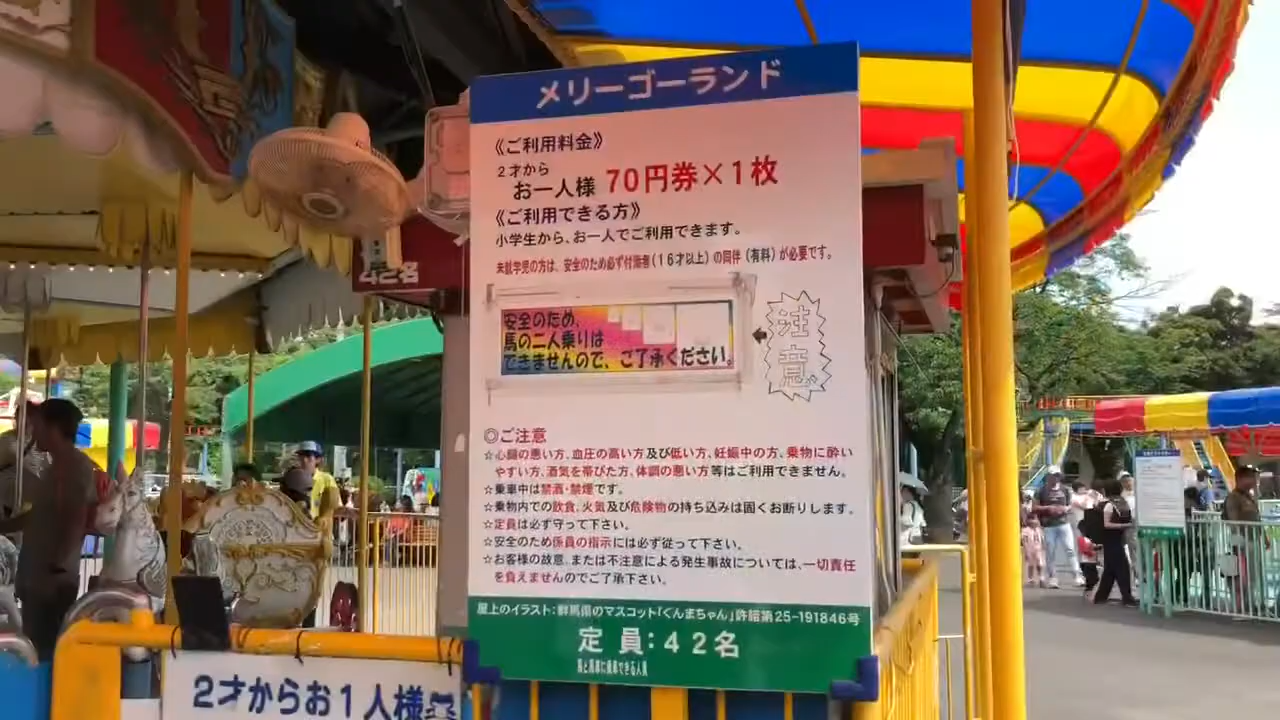 メリーゴーランド
《ご利用料金》
2才から
お一人様 70円券×1枚
《ご利用できる方》
小学生から、お一人でご利用できます。
未就学児の方は、安全のため必ず付添者(16才以上)の同伴(有料)が必要です。
安全のため、
馬の二人乗りは
できませんので、ご了承ください。
注意
◎ご注意
☆心臓の悪い方、血圧の高い方及び低い方、妊娠中の方、乗物に酔い
やすい方、酒気を帯びた方、体調の悪い方等はご利用できません。
☆乗車中は禁酒・禁煙です。
☆乗物内での飲食、火気及び危険物の持ち込みは固くお断りします。
☆定員は必ず守って下さい。
☆安全のため係員の指示には必ず従って下さい。
☆お客様の故意、または不注意による発生事故については、一切責任
を負えませんのでご了承下さい。
屋上のイラスト:群馬県のマスコット「ぐんまちゃん」許諾第25-191846号
定員:42名
馬と馬車に乗車できる人員
42名
2才からお1人様